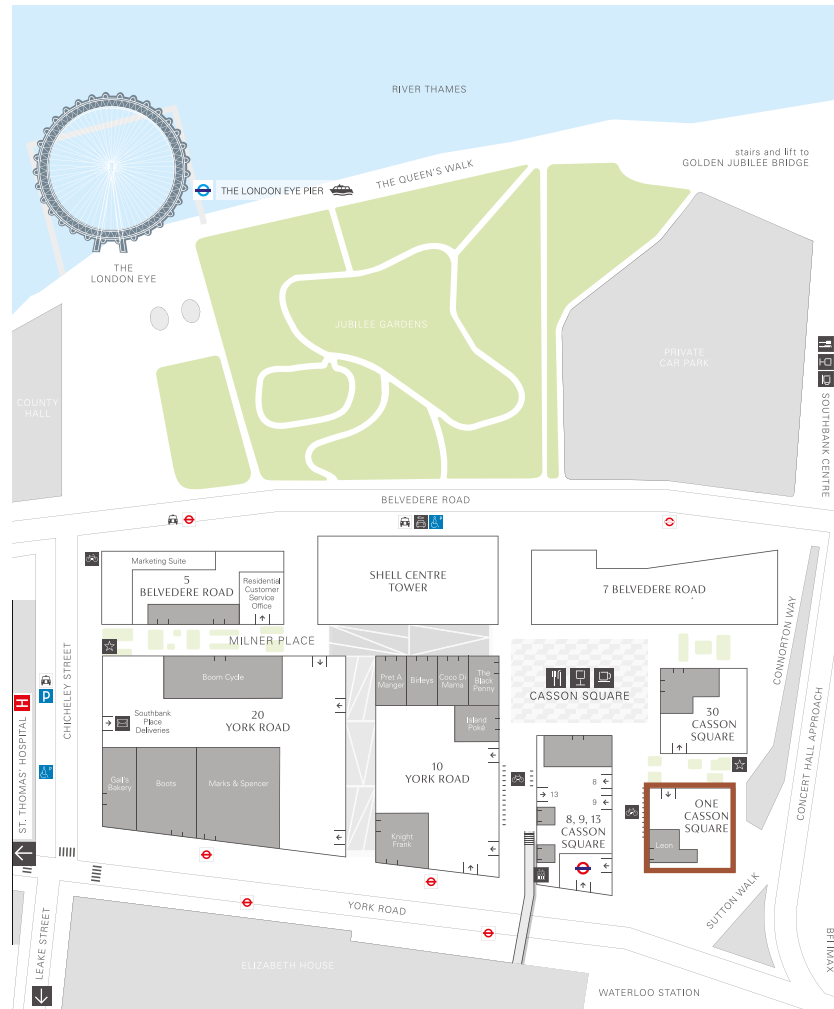 RIVER THAMES
stairs and lift to
GOLDEN JUBILEE BRIDGE
THE LONDON EYE PIER
THE QUEEN'S WALK
THE
LONDON EYE
JUBILEE GARDENS
PRIVATE
CAR PARK
COUNTY
HALL
SOUTHBANK CENTRE
BELVEDERE ROAD
Marketing Suite
5
BELVEDERE ROAD
Residential
Customer
Service
Office
SHELL CENTRE
TOWER
7 BELVEDERE ROAD
MILNER PLACE
CONNORTON WAY
CHICHELEY STREET
Boom Cycle
Pret A
Manger
Birleys
Coco Di
Mama
The
Black
Penny
CASSON SQUARE
P
H
ST. THOMAS' HOSPITAL
Southbank
Place
Deliveries
20
YORK ROAD
Island
Poké
30
CASSON
SQUARE
CONCERT HALL APPROACH
10
YORK ROAD
Gail's
Bakery
Boots
Marks & Spencer
8
13
9
8, 9, 13
CASSON
SQUARE
ONE
CASSON
SQUARE
Knight
Frank
Leon
YORK ROAD
SUTTON WALK
LEAKE STREET
BFI IMAX
ELIZABETH HOUSE
WATERLOO STATION